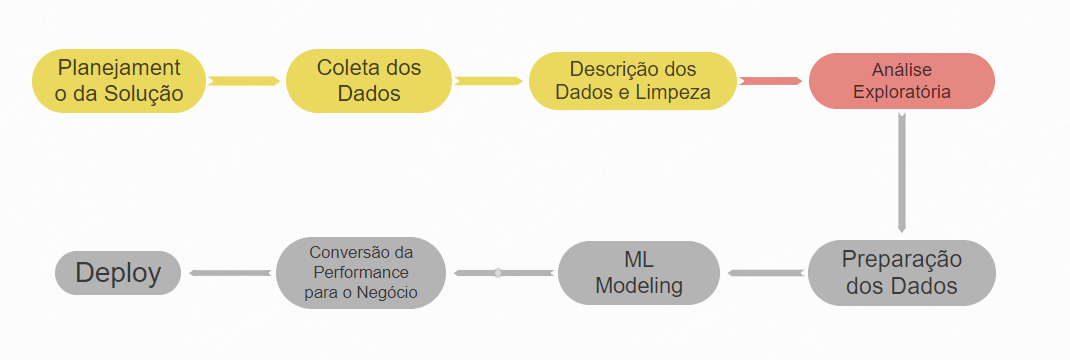 Planejament
o da Solução
Coleta dos
Dados
Descrição dos
Dados e Limpeza
Análise
Exploratória
Deploy
Conversão da
Performance
para o Negócio
ML
Modeling
Preparação
dos Dados